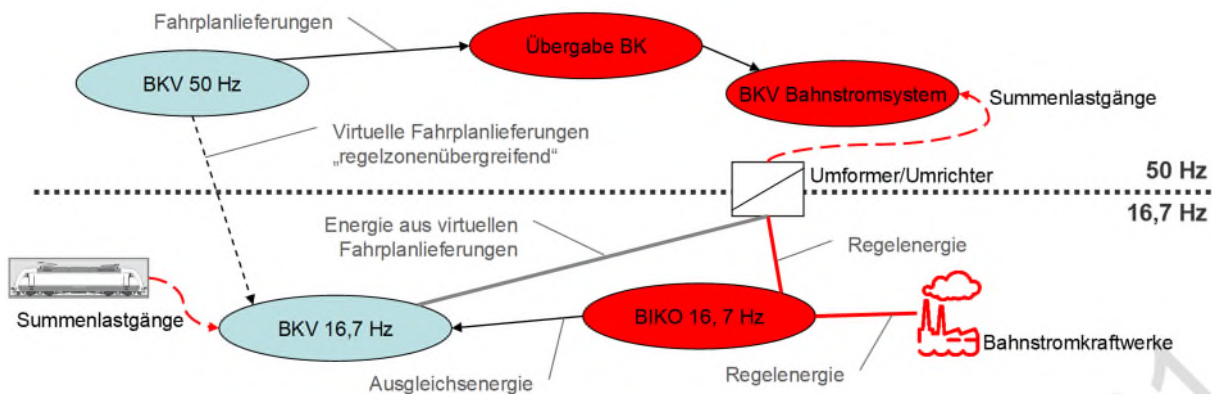 Fahrplanlieferungen
Übergabe BK
BKV 50 Hz
BKV Bahnstromsystem
Summenlastgänge
Virtuelle Fahrplanlieferungen
„regelzonenübergreifend“
Umformer/Umrichter
50 Hz
16,7 Hz
Energie aus virtuellen
Fahrplanlieferungen
Regelenergie
Summenlastgänge
BKV 16,7 Hz
BIKO 16, 7 Hz
Bahnstromkraftwerke
Ausgleichsenergie
Regelenergie